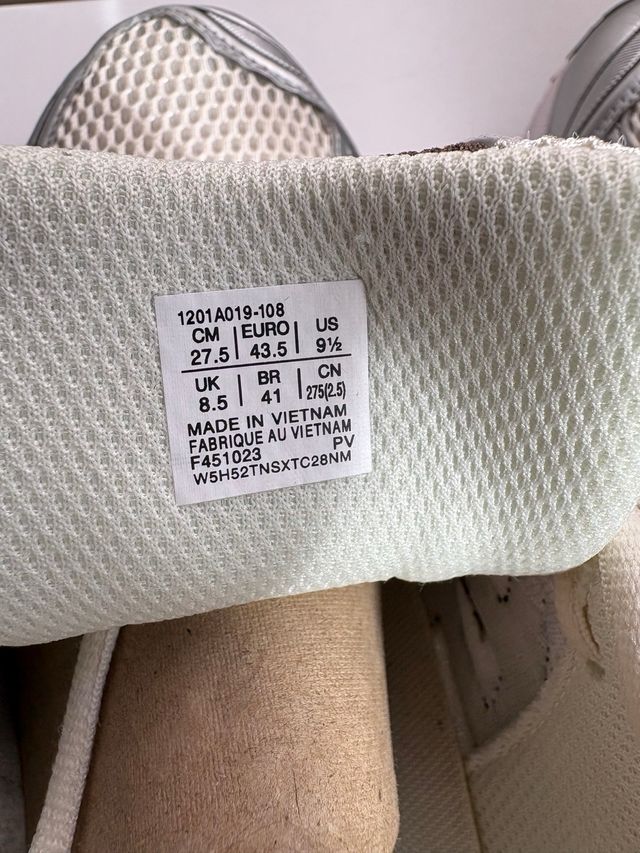 1201A019-108
CM | EURO | US
27.5 | 43.5 | 9½
UK | BR | CN
8.5 | 41 | 275(2.5)
MADE IN VIETNAM
FABRIQUE AU VIETNAM
F451023 PV
W5H52TNSXTC28NM